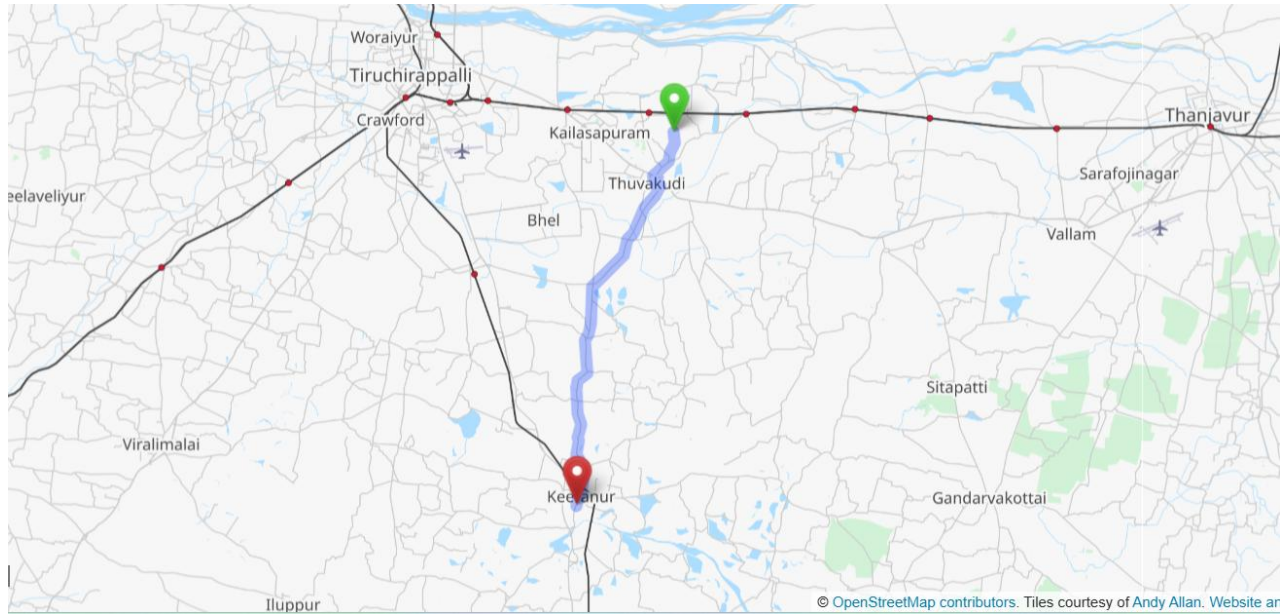 Woraiyur
Tiruchirappalli
Crawford
Kailasapuram
Thanjavur
Thuvakudi
Sarafojinagar
eelaveliyur
Bhel
Vallam
Sitapatti
Viralimalai
Keeranur
Gandarvakottai
Iluppur
© OpenStreetMap contributors. Tiles courtesy of Andy Allan. Website an